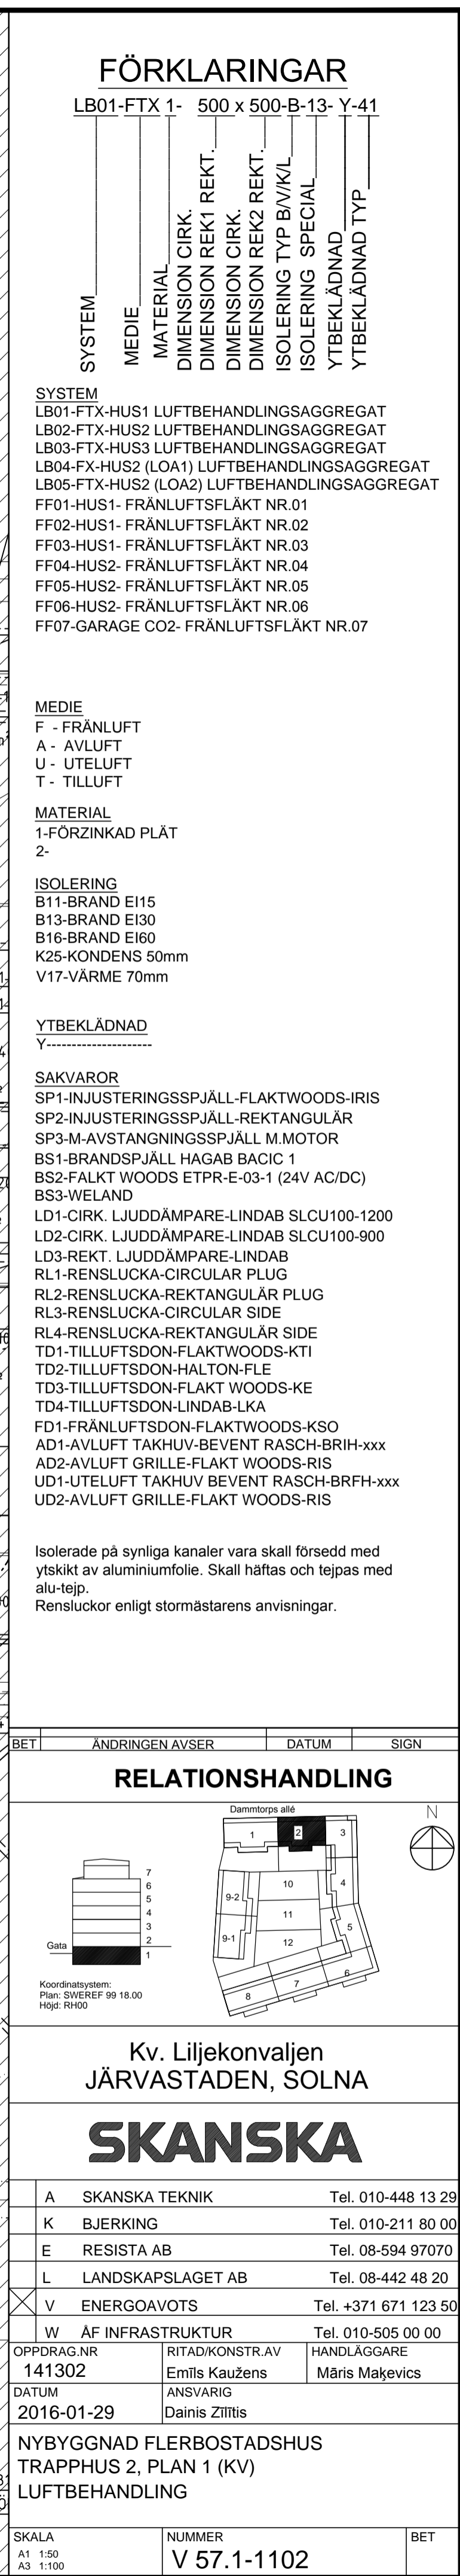 FÖRKLARINGAR
LB01-FTX 1- 500 x 500-B-13- Y-41
SYSTEM
MEDIE
MATERIAL
DIMENSION CIRK.
DIMENSION REK1 REKT.
DIMENSION CIRK.
DIMENSION REK2 REKT.
ISOLERING TYP B/V/K/L
ISOLERING SPECIAL
YTBEKLÄDNAD
YTBEKLÄDNAD TYP
SYSTEM
LB01-FTX-HUS1 LUFTBEHANDLINGSAGGREGAT
LB02-FTX-HUS2 LUFTBEHANDLINGSAGGREGAT
LB03-FTX-HUS3 LUFTBEHANDLINGSAGGREGAT
LB04-FX-HUS2 (LOA1) LUFTBEHANDLINGSAGGREGAT
LB05-FTX-HUS2 (LOA2) LUFTBEHANDLINGSAGGREGAT
FF01-HUS1- FRÄNLUFTSFLÄKT NR.01
FF02-HUS1- FRÄNLUFTSFLÄKT NR.02
FF03-HUS1- FRÄNLUFTSFLÄKT NR.03
FF04-HUS2- FRÄNLUFTSFLÄKT NR.04
FF05-HUS2- FRÄNLUFTSFLÄKT NR.05
FF06-HUS2- FRÄNLUFTSFLÄKT NR.06
FF07-GARAGE CO2- FRÄNLUFTSFLÄKT NR.07
MEDIE
F - FRÄNLUFT
A - AVLUFT
U - UTELUFT
T - TILLUFT
MATERIAL
1-FÖRZINKAD PLÄT
2-
ISOLERING
B11-BRAND EI15
B13-BRAND EI30
B16-BRAND EI60
K25-KONDENS 50mm
V17-VÄRME 70mm
YTBEKLÄDNAD
Y---------------------
SAKVAROR
SP1-INJUSTERINGSSPJÄLL-FLAKTWOODS-IRIS
SP2-INJUSTERINGSSPJÄLL-REKTANGULÄR
SP3-M-AVSTANGNINGSSPJÄLL M.MOTOR
BS1-BRANDSPJÄLL HAGAB BACIC 1
BS2-FALKT WOODS ETPR-E-03-1 (24V AC/DC)
BS3-WELAND
LD1-CIRK. LJUDDÄMPARE-LINDAB SLCU100-1200
LD2-CIRK. LJUDDÄMPARE-LINDAB SLCU100-900
LD3-REKT. LJUDDÄMPARE-LINDAB
RL1-RENSLUCKA-CIRCULAR PLUG
RL2-RENSLUCKA-REKTANGULÄR PLUG
RL3-RENSLUCKA-CIRCULAR SIDE
RL4-RENSLUCKA-REKTANGULÄR SIDE
TD1-TILLUFTSDON-FLAKTWOODS-KTI
TD2-TILLUFTSDON-HALTON-FLE
TD3-TILLUFTSDON-FLAKT WOODS-KE
TD4-TILLUFTSDON-LINDAB-LKA
FD1-FRÄNLUFTSDON-FLAKTWOODS-KSO
AD1-AVLUFT TAKHUV-BEVENT RASCH-BRIH-xxx
AD2-AVLUFT GRILLE-FLAKT WOODS-RIS
UD1-UTELUFT TAKHUV BEVENT RASCH-BRFH-xxx
UD2-AVLUFT GRILLE-FLAKT WOODS-RIS
Isolerade på synliga kanaler vara skall försedd med
ytskikt av aluminiumfolie. Skall häftas och tejpas med
alu-tejp.
Rensluckor enligt stormästarens anvisningar.
BET ÄNDRINGEN AVSER DATUM SIGN
RELATIONSHANDLING
Dammtorps allé
N
1 2 3
4
5
6
7
8
9-1
9-2
10
11
12
7
6
5
4
3
2
1
Gata
Koordinatsystem:
Plan: SWEREF 99 18.00
Höjd: RH00
Kv. Liljekonvaljen
JÄRVASTADEN, SOLNA
SKANSKA
A SKANSKA TEKNIK Tel. 010-448 13 29
K BJERKING Tel. 010-211 80 00
E RESISTA AB Tel. 08-594 97070
L LANDSKAPSLAGET AB Tel. 08-442 48 20
V ENERGOAVOTS Tel. +371 671 123 50
W ÅF INFRASTRUKTUR Tel. 010-505 00 00
OPPDRAG.NR RITAD/KONSTR.AV HANDLÄGGARE
141302 Emīls Kaužens Māris Maķevics
DATUM ANSVARIG
2016-01-29 Dainis Zīlītis
NYBYGGNAD FLERBOSTADSHUS
TRAPPHUS 2, PLAN 1 (KV)
LUFTBEHANDLING
SKALA NUMMER BET
A1 1:50
A3 1:100
V 57.1-1102